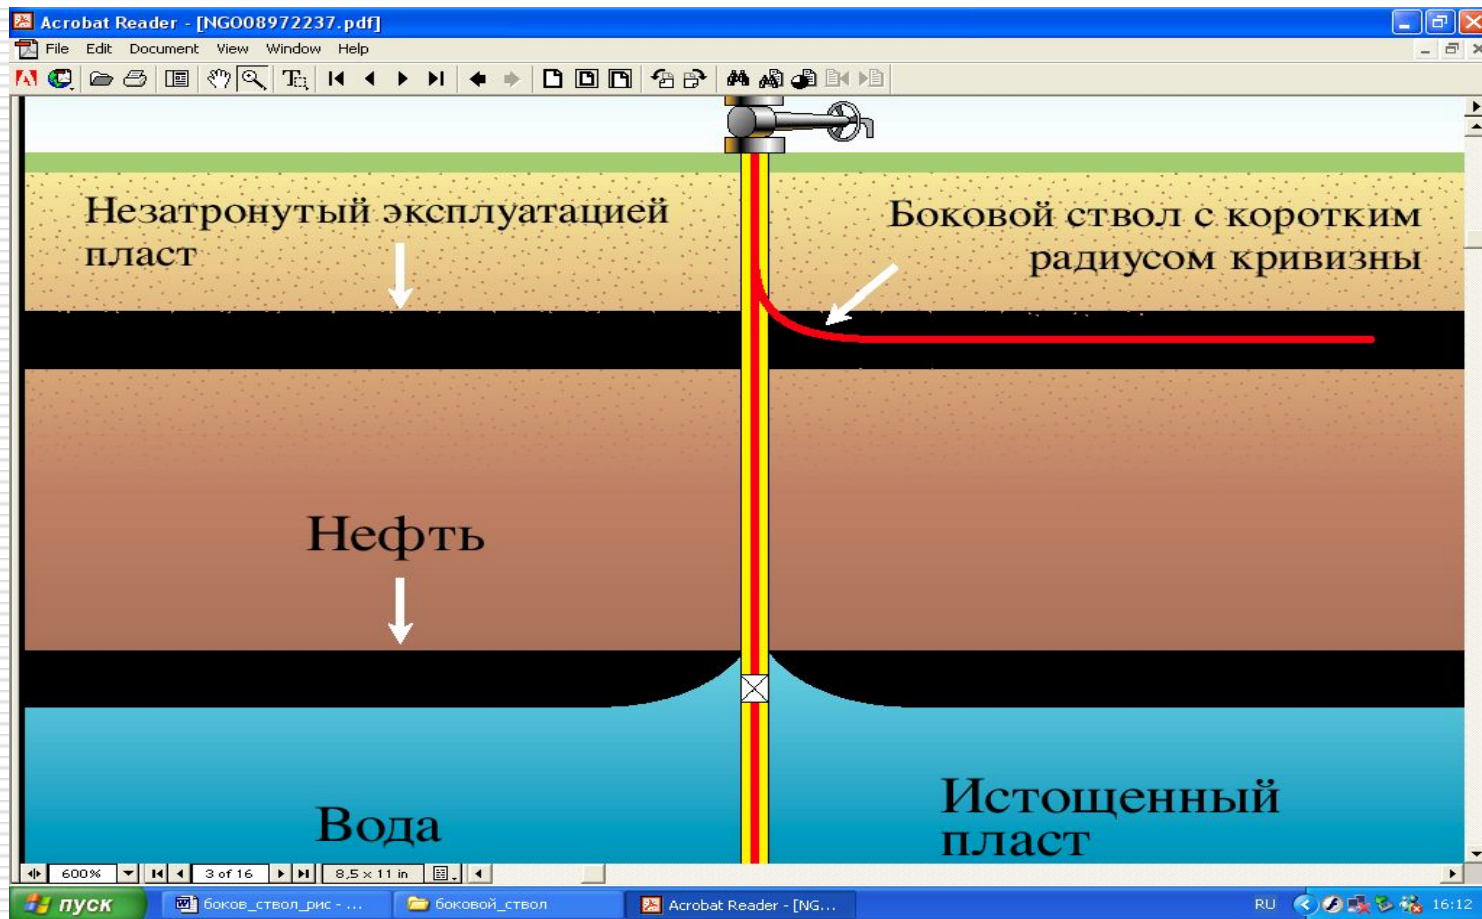 Acrobat Reader - [NGO08972237.pdf]
File Edit Document View Window Help
Незатронутый эксплуатацией
пласт
Боковой ствол с коротким
радиусом кривизны
Нефть
Вода
Истощенный
пласт
600% 3 of 16 8,5 x 11 in
пуск боков_ствол_рис - ... боковой_ствол Acrobat Reader - [NG... RU 16:12